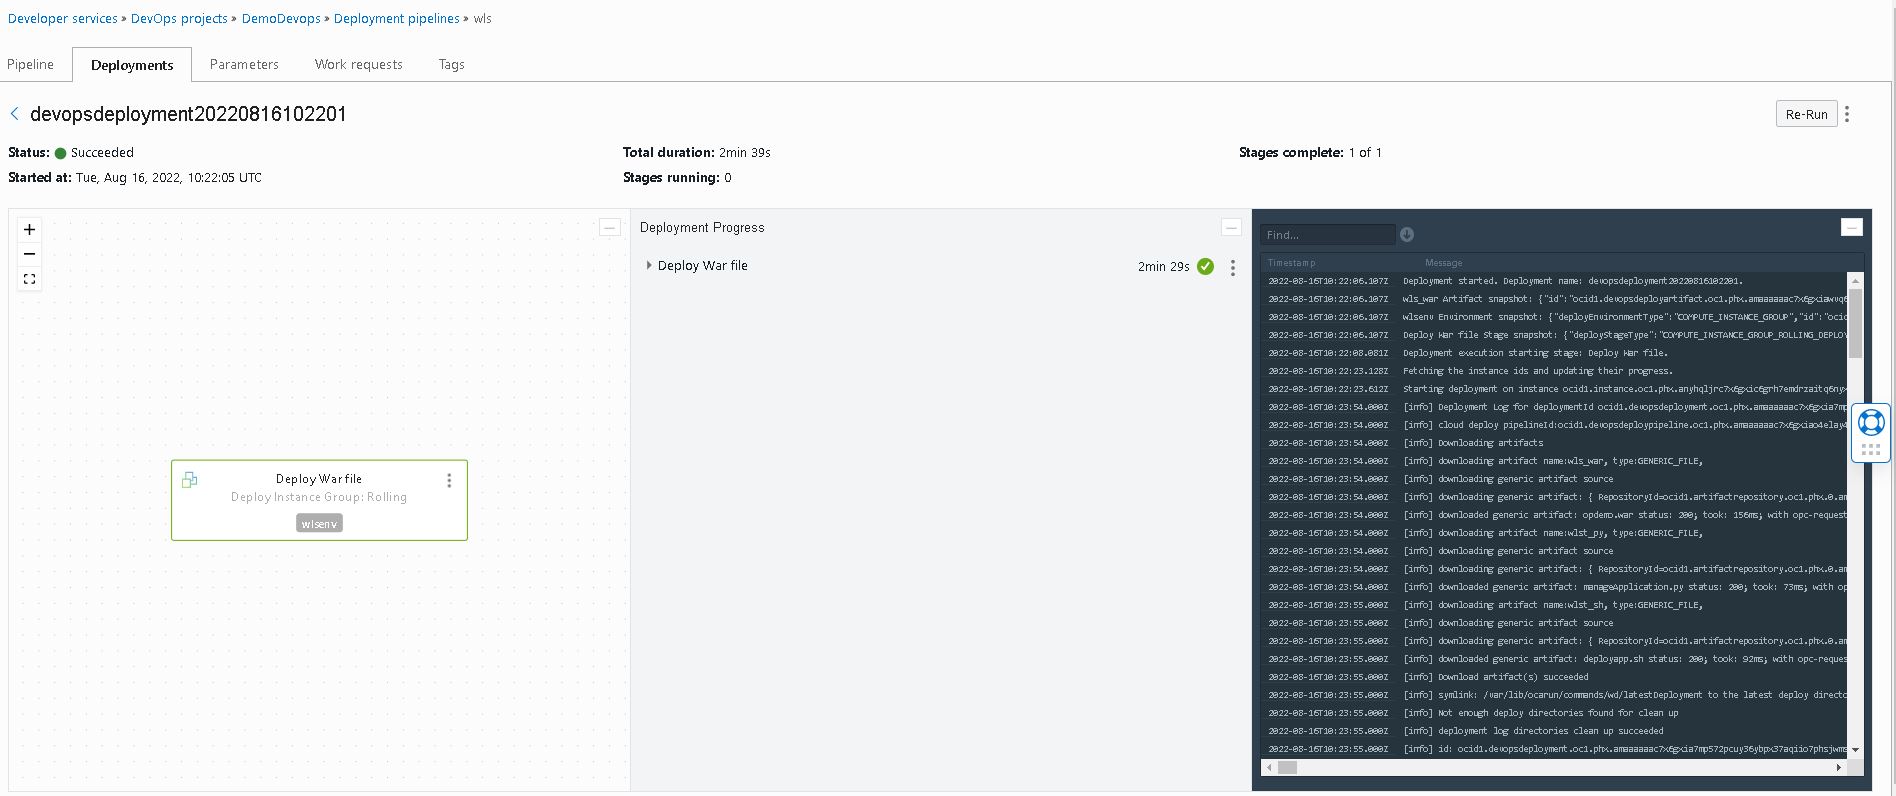 Developer services » DevOps projects » DemoDevops » Deployment pipelines » wls
Pipeline Deployments Parameters Work requests Tags
devopsdeployment20220816102201
Re-Run
Status: Succeeded
Total duration: 2min 39s
Stages complete: 1 of 1
Started at: Tue, Aug 16, 2022, 10:22:05 UTC
Stages running: 0
Deploy War file
Deploy Instance Group: Rolling
wlsenv
Deployment Progress
Deploy War file 2min 29s
Find...
Timestamp Message
2022-08-16T10:22:06.107Z Deployment started. Deployment name: devopsdeployment20220816102201.
2022-08-16T10:22:06.107Z wls_war Artifact snapshot: {"id":"ocid1.devopsdeployartifact.oc1.phx.
2022-08-16T10:22:06.107Z wlsenv Environment snapshot: {"deployEnvironmentType":"COMPUTE_INSTANCE_GROUP","id":"ocid
2022-08-16T10:22:06.107Z Deploy War file Stage snapshot: {"deployStageType":"COMPUTE_INSTANCE_GROUP_ROLLING_DEPLOY
2022-08-16T10:22:08.081Z Deployment execution starting stage: Deploy War file.
2022-08-16T10:22:23.128Z Fetching the instance ids and updating their progress.
2022-08-16T10:22:23.612Z Starting deployment on instance
2022-08-16T10:23:54.000Z [info] Deployment Log for deploymentId
2022-08-16T10:23:54.000Z [info] cloud deploy
2022-08-16T10:23:54.000Z [info] Downloading artifacts
2022-08-16T10:23:54.000Z [info] downloading artifact name:wls_war, type:GENERIC_FILE,
2022-08-16T10:23:54.000Z [info] downloading generic artifact source
2022-08-16T10:23:54.000Z [info] downloading generic artifact: { RepositoryId=ocid1.artifactrepository.oc1.phx.0.am
2022-08-16T10:23:54.000Z [info] downloaded generic artifact: opdemo.war status: 200; took: 156ms; with opc-request
2022-08-16T10:23:54.000Z [info] downloading artifact name:wlst_py, type:GENERIC_FILE,
2022-08-16T10:23:54.000Z [info] downloading generic artifact source
2022-08-16T10:23:54.000Z [info] downloading generic artifact: { RepositoryId=ocid1.artifactrepository.oc1.phx.0.am
2022-08-16T10:23:54.000Z [info] downloaded generic artifact: manageApplication.py status: 200; took: 73ms; with op
2022-08-16T10:23:55.000Z [info] downloading artifact name:wlst_sh, type:GENERIC_FILE,
2022-08-16T10:23:55.000Z [info] downloading generic artifact source
2022-08-16T10:23:55.000Z [info] downloading generic artifact: { RepositoryId=ocid1.artifactrepository.oc1.phx.0.am
2022-08-16T10:23:55.000Z [info] downloaded generic artifact: deployapp.sh status: 200; took: 92ms; with opc-reques
2022-08-16T10:23:55.000Z [info] Download artifact(s) succeeded
2022-08-16T10:23:55.000Z [info] symlink: /var/lib/ocarun/commands/wd/latestDeployment to the latest deploy directo
2022-08-16T10:23:55.000Z [info] Not enough deploy directories found for clean up
2022-08-16T10:23:55.000Z [info] deployment log directories clean up succeeded
2022-08-16T10:23:55.000Z [info] id: